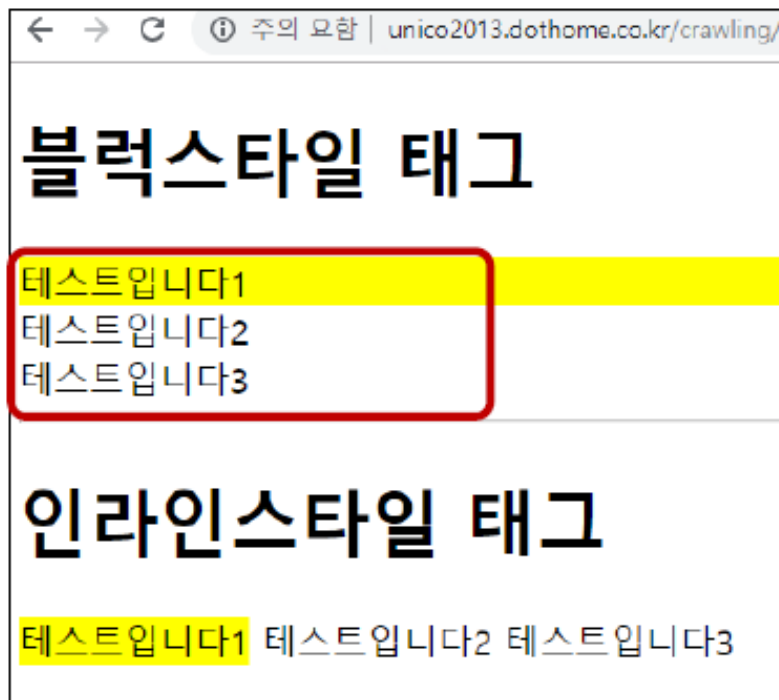 주의 요함 | unico2013.dothome.co.kr/crawling/
블럭스타일 태그
테스트입니다1
테스트입니다2
테스트입니다3
인라인스타일 태그
테스트입니다1 테스트입니다2 테스트입니다3